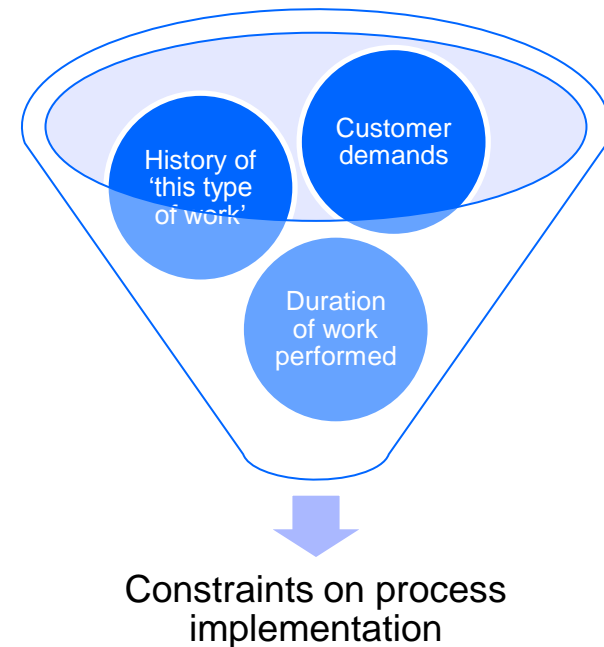 Customer
demands
History of
‘this type
of work’
Duration
of work
performed
Constraints on process
implementation